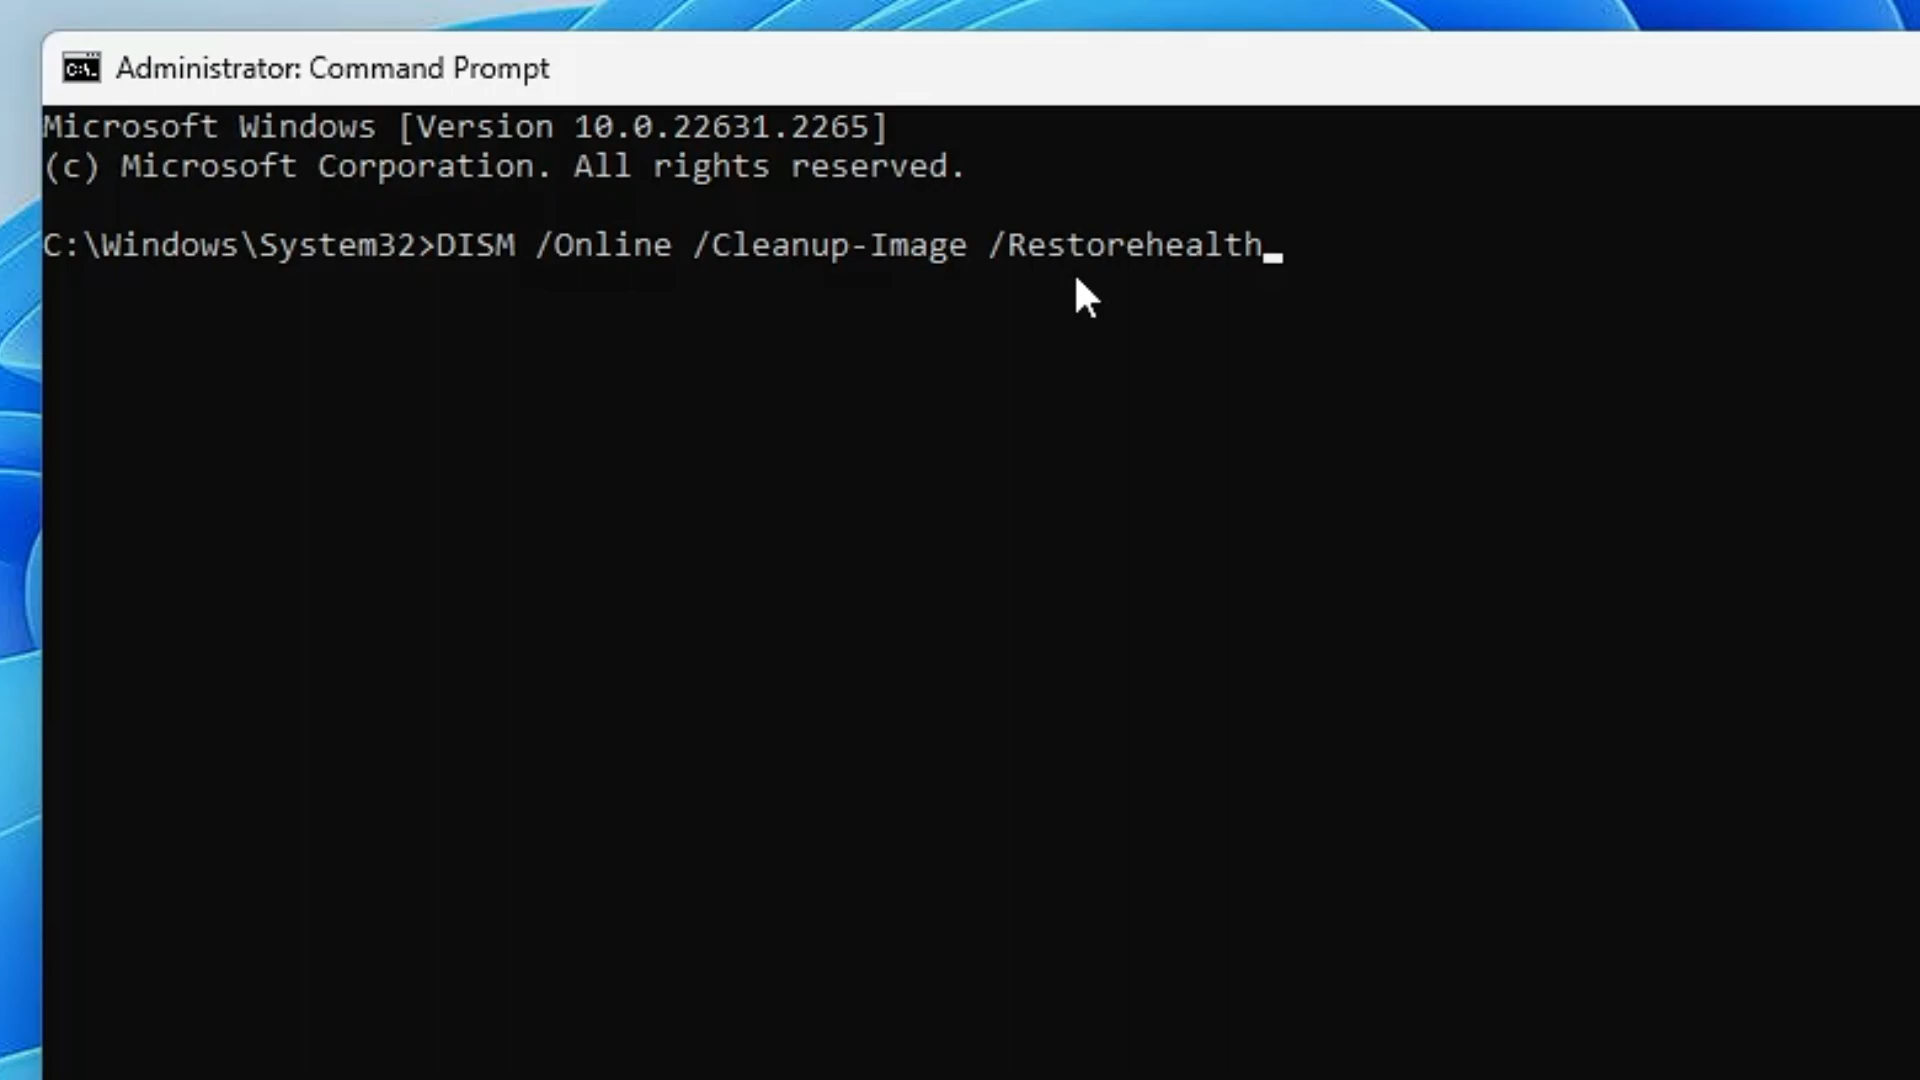 Administrator: Command Prompt
Microsoft Windows [Version 10.0.22631.2265]
(c) Microsoft Corporation. All rights reserved.
C:\Windows\System32>DISM /Online /Cleanup-Image /Restorehealth